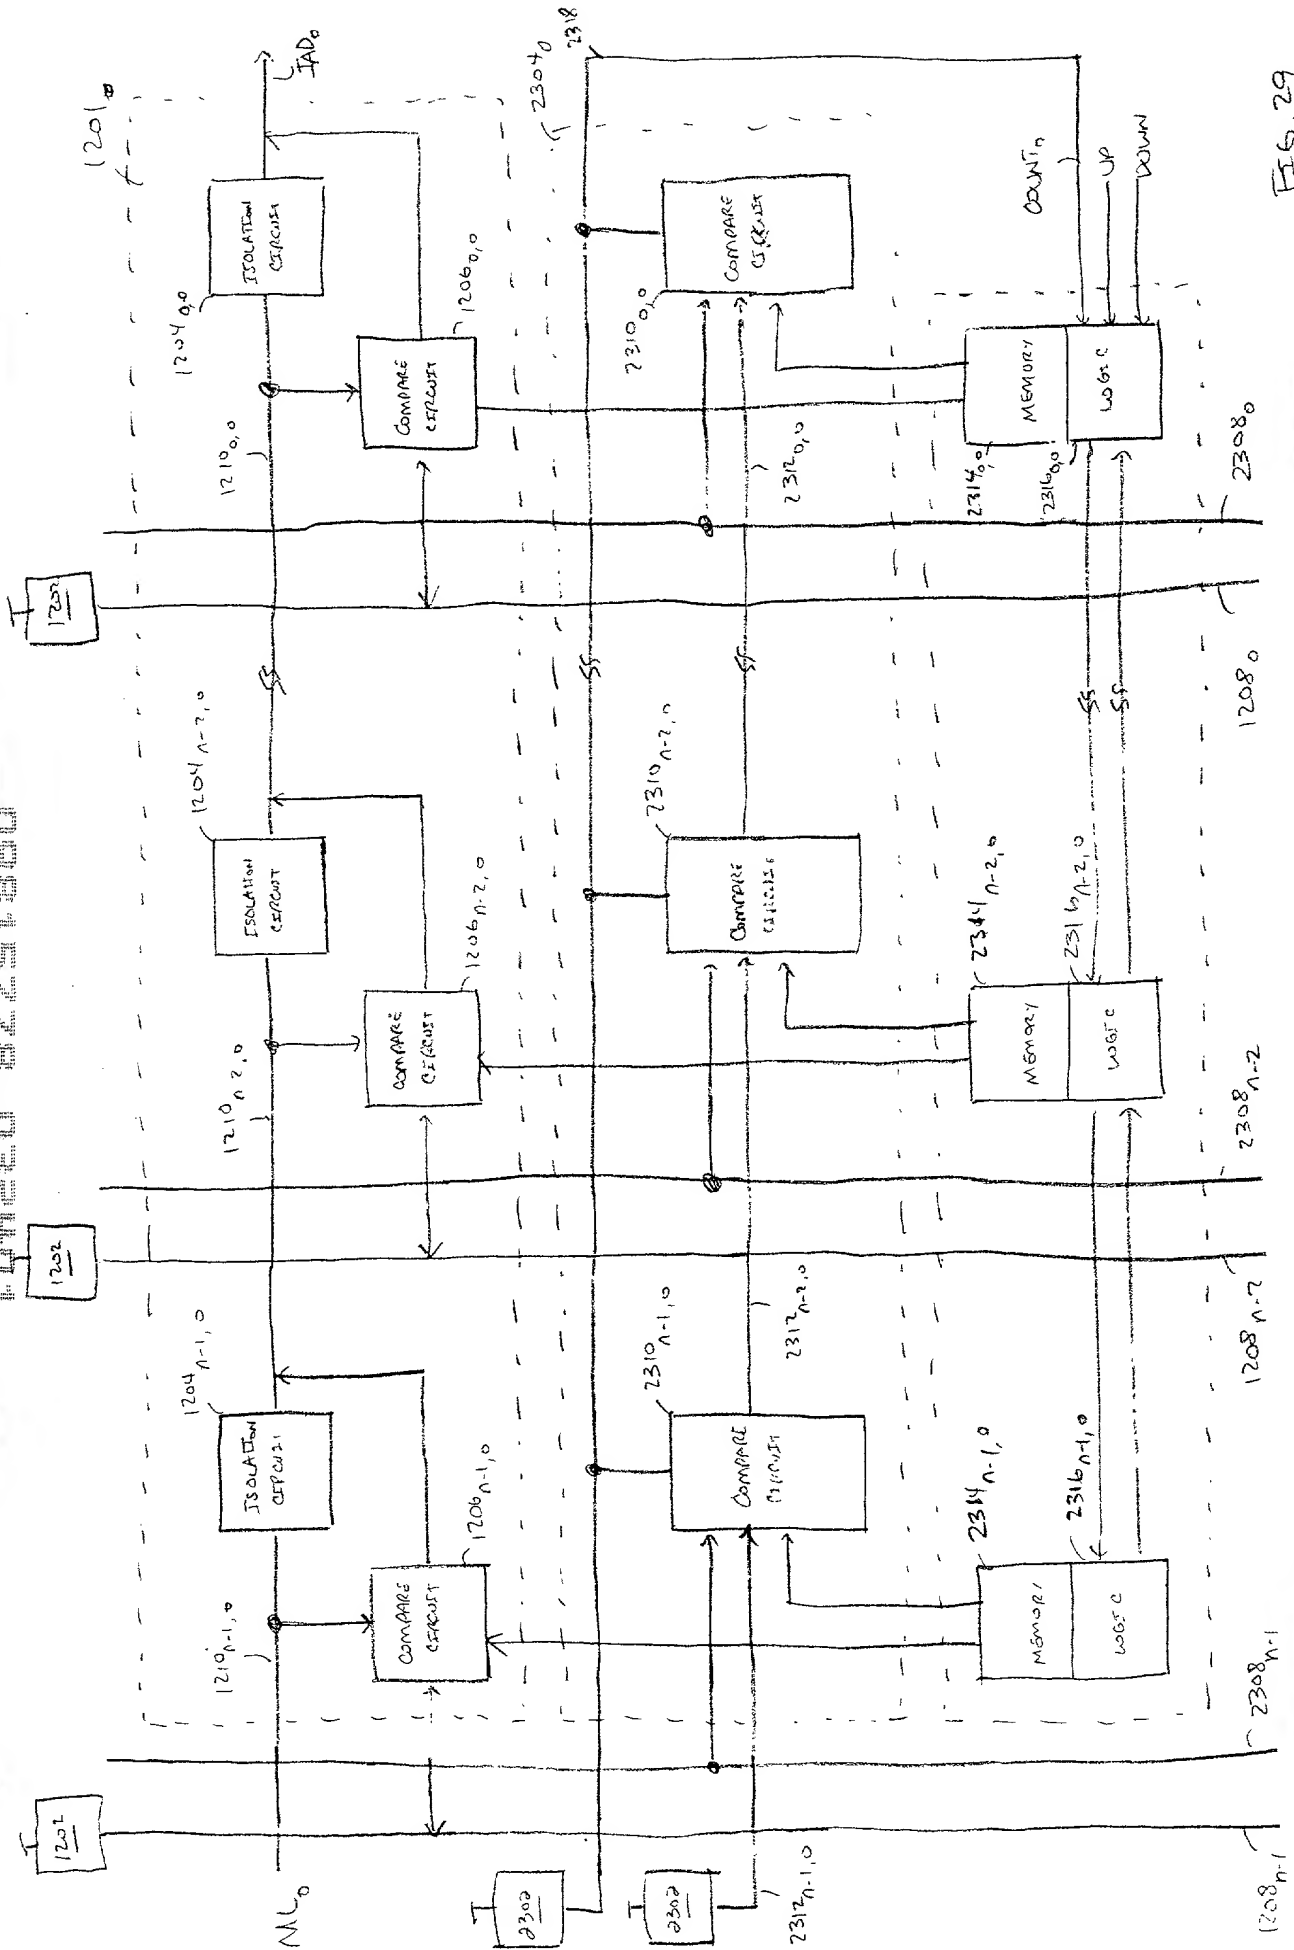 1201₀
IAD₀
1204₀,₀
ISOLATION
CIRCUIT
1206₀,₀
COMPARE
CIRCUIT
1210₀,₀
2304₀
2318
2310₀,₀
COMPARE
CIRCUIT
2312₀,₀
COUNTₙ
UP
DOWN
2314₀,₀
MEMORY
2316₀,₀
LOGIC
2308₀
1202
1208₀
1204ₙ₋₂,₀
ISOLATION
CIRCUIT
1206ₙ₋₂,₀
COMPARE
CIRCUIT
1210ₙ₋₂,₀
2310ₙ₋₂,₀
COMPARE
CIRCUIT
2314ₙ₋₂,₀
MEMORY
2316ₙ₋₂,₀
LOGIC
2308ₙ₋₂
1202
1208ₙ₋₂
1204ₙ₋₁,₀
ISOLATION
CIRCUIT
1206ₙ₋₁,₀
COMPARE
CIRCUIT
1210ₙ₋₁,₀
2310ₙ₋₁,₀
COMPARE
CIRCUIT
2312ₙ₋₂,₀
2314ₙ₋₁,₀
MEMORY
2316ₙ₋₁,₀
LOGIC
2308ₙ₋₁
1202
ML₀
2302
2302
2312ₙ₋₁,₀
1208ₙ₋₁
FIG. 29